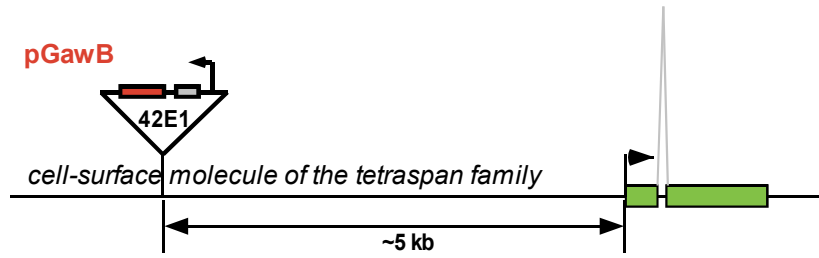 pGawB
42E1
cell-surface molecule of the tetraspan family
~5 kb